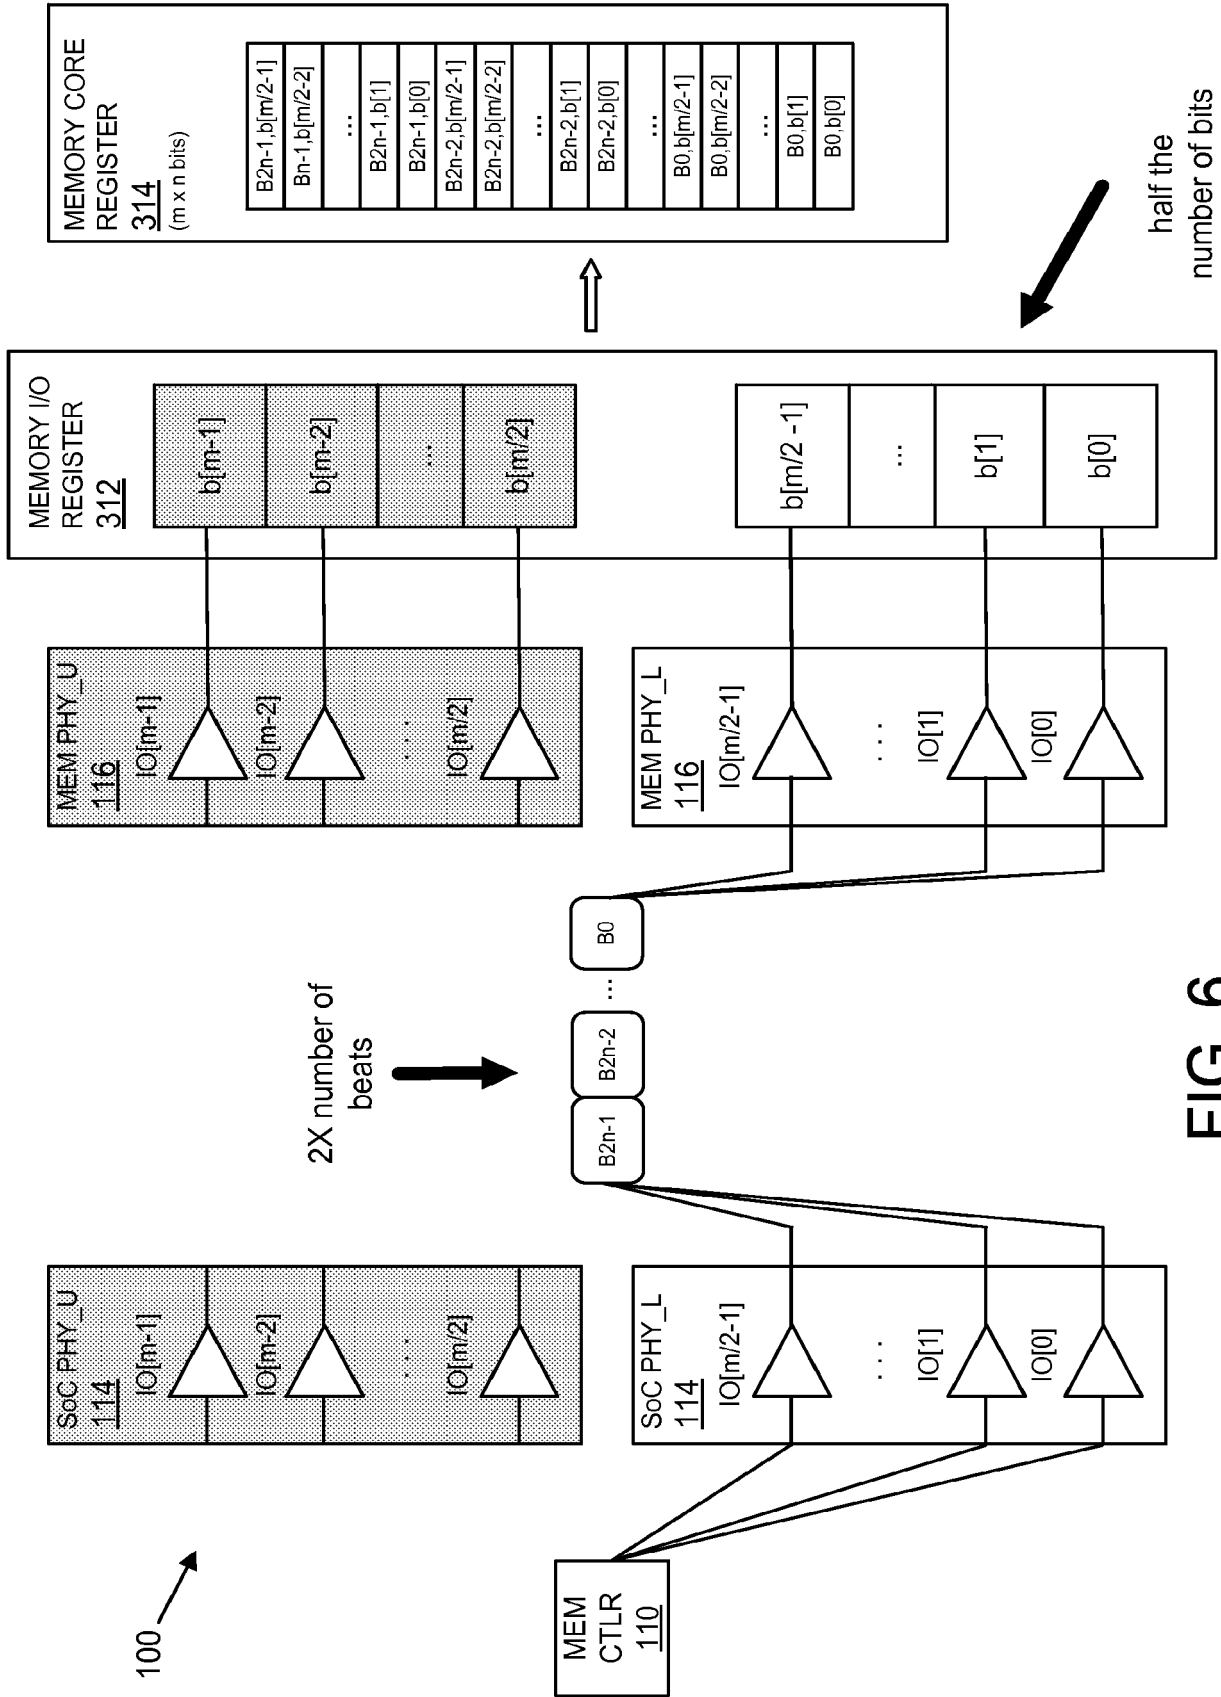 100
MEM
CTLR
110
SoC PHY_U
114
IO[m-1]
IO[m-2]
. . .
IO[m/2]
SoC PHY_L
114
IO[m/2-1]
. . .
IO[1]
IO[0]
2X number of
beats
B2n-1
B2n-2
...
B0
MEM PHY_U
116
IO[m-1]
IO[m-2]
. . .
IO[m/2]
MEM PHY_L
116
IO[m/2-1]
. . .
IO[1]
IO[0]
MEMORY I/O
REGISTER
312
b[m-1]
b[m-2]
...
b[m/2]
b[m/2 -1]
...
b[1]
b[0]
MEMORY CORE
REGISTER
314
(m x n bits)
B2n-1,b[m/2-1]
Bn-1,b[m/2-2]
...
B2n-1,b[1]
B2n-1,b[0]
B2n-2,b[m/2-1]
B2n-2,b[m/2-2]
...
B2n-2,b[1]
B2n-2,b[0]
...
B0,b[m/2-1]
B0,b[m/2-2]
...
B0,b[1]
B0,b[0]
half the
number of bits
FIG. 6